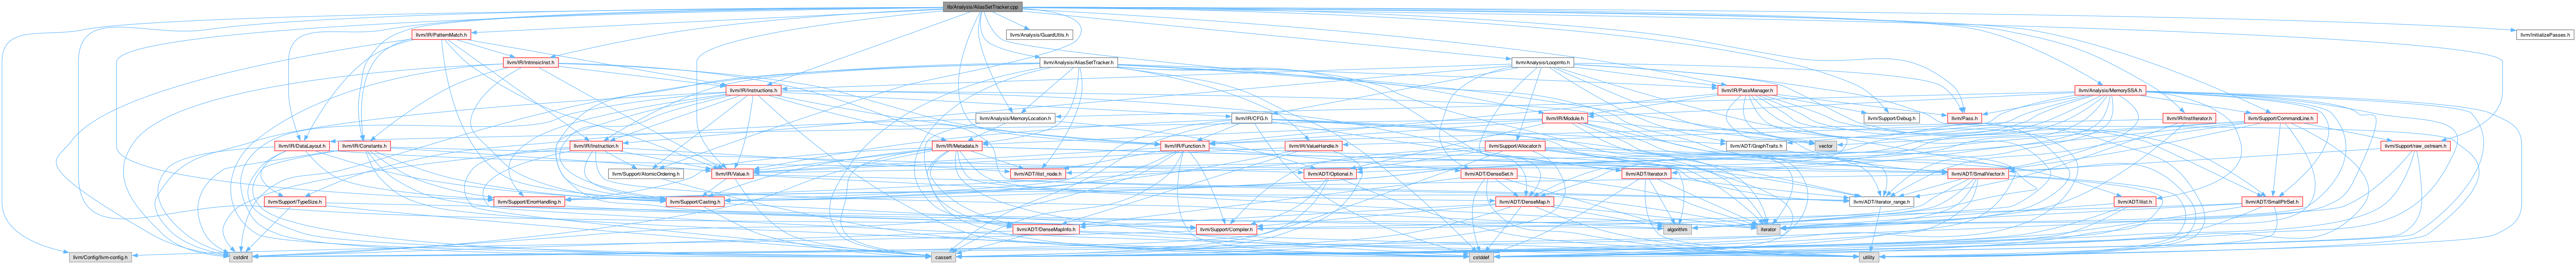 lib/Analysis/AliasSetTracker.cpp
llvm/IR/PatternMatch.h
llvm/Analysis/GuardUtils.h
llvm/InitializePasses.h
llvm/IR/IntrinsicInst.h
llvm/Analysis/AliasSetTracker.h
llvm/Analysis/LoopInfo.h
llvm/IR/Instructions.h
llvm/IR/PassManager.h
llvm/Analysis/MemorySSA.h
llvm/Analysis/MemoryLocation.h
llvm/IR/CFG.h
llvm/IR/Module.h
llvm/Support/Debug.h
llvm/Pass.h
llvm/IR/InstIterator.h
llvm/Support/CommandLine.h
llvm/IR/DataLayout.h
llvm/IR/Constants.h
llvm/IR/Instruction.h
llvm/IR/Metadata.h
llvm/IR/Function.h
llvm/IR/ValueHandle.h
llvm/Support/Allocator.h
llvm/ADT/GraphTraits.h
vector
llvm/Support/raw_ostream.h
llvm/Support/AtomicOrdering.h
llvm/IR/Value.h
llvm/ADT/ilist_node.h
llvm/ADT/Optional.h
llvm/ADT/DenseSet.h
llvm/ADT/iterator.h
llvm/ADT/SmallVector.h
llvm/Support/TypeSize.h
llvm/Support/ErrorHandling.h
llvm/Support/Casting.h
llvm/ADT/DenseMap.h
llvm/ADT/iterator_range.h
llvm/ADT/ilist.h
llvm/ADT/SmallPtrSet.h
llvm/ADT/DenseMapInfo.h
llvm/Support/Compiler.h
algorithm
iterator
llvm/Config/llvm-config.h
cstdint
cassert
cstddef
utility